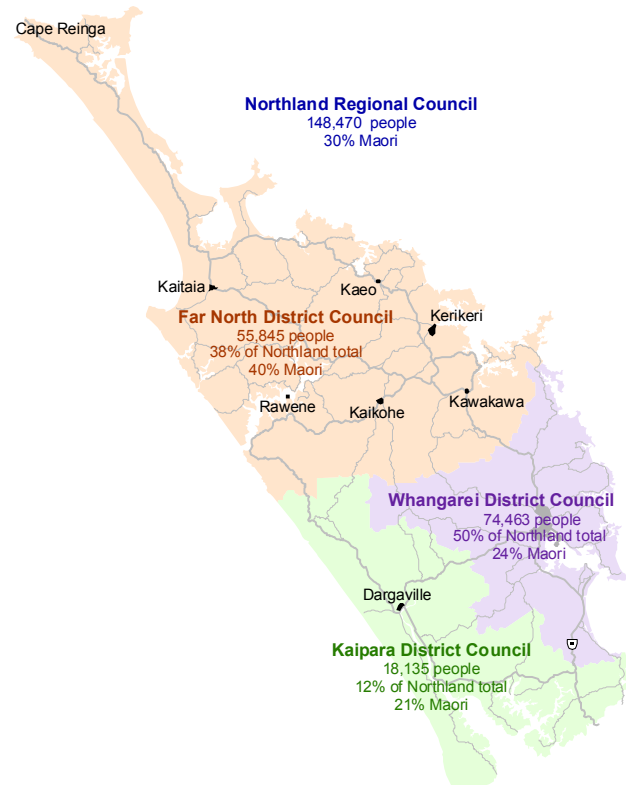 Cape Reinga
Northland Regional Council
148,470 people
30% Maori
Kaitaia
Kaeo
Kerikeri
Far North District Council
55,845 people
38% of Northland total
40% Maori
Rawene
Kaikohe
Kawakawa
Whangarei District Council
74,463 people
50% of Northland total
24% Maori
Dargaville
Kaipara District Council
18,135 people
12% of Northland total
21% Maori